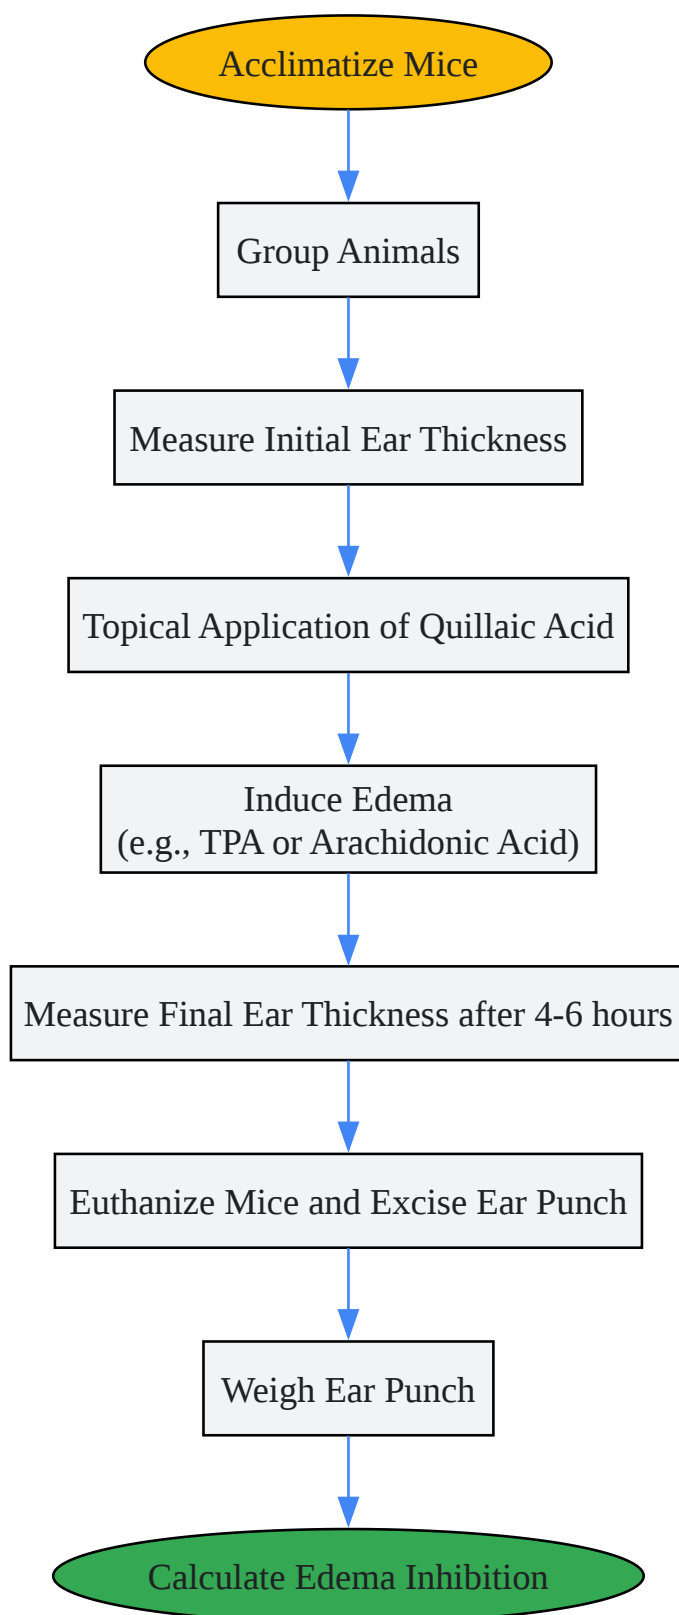 Acclimatize Mice
Group Animals
Measure Initial Ear Thickness
Topical Application of Quillaic Acid
Induce Edema
(e.g., TPA or Arachidonic Acid)
Measure Final Ear Thickness after 4-6 hours
Euthanize Mice and Excise Ear Punch
Weigh Ear Punch
Calculate Edema Inhibition